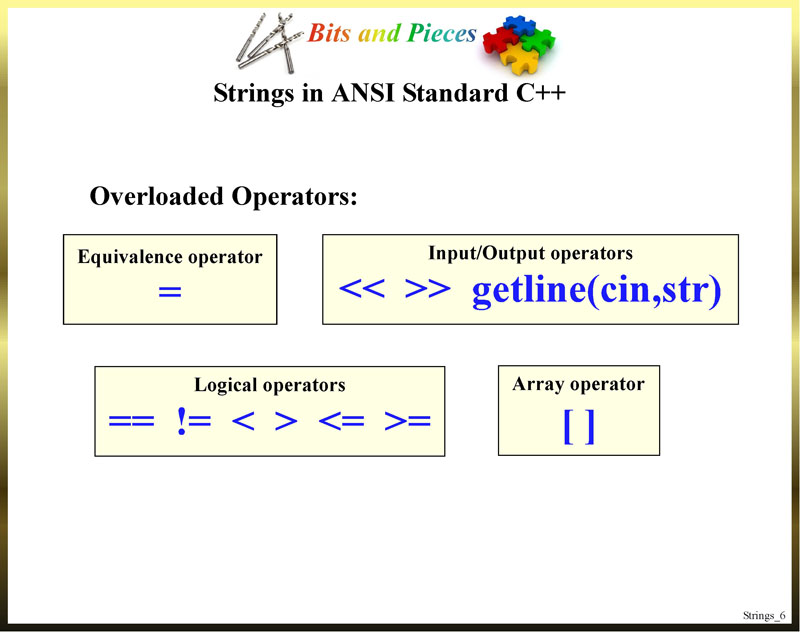 Bits and Pieces
Strings in ANSI Standard C++
Overloaded Operators:
Equivalence operator
=
Input/Output operators
<< >> getline(cin,str)
Logical operators
== != < > <= >=
Array operator
[ ]
Strings_6